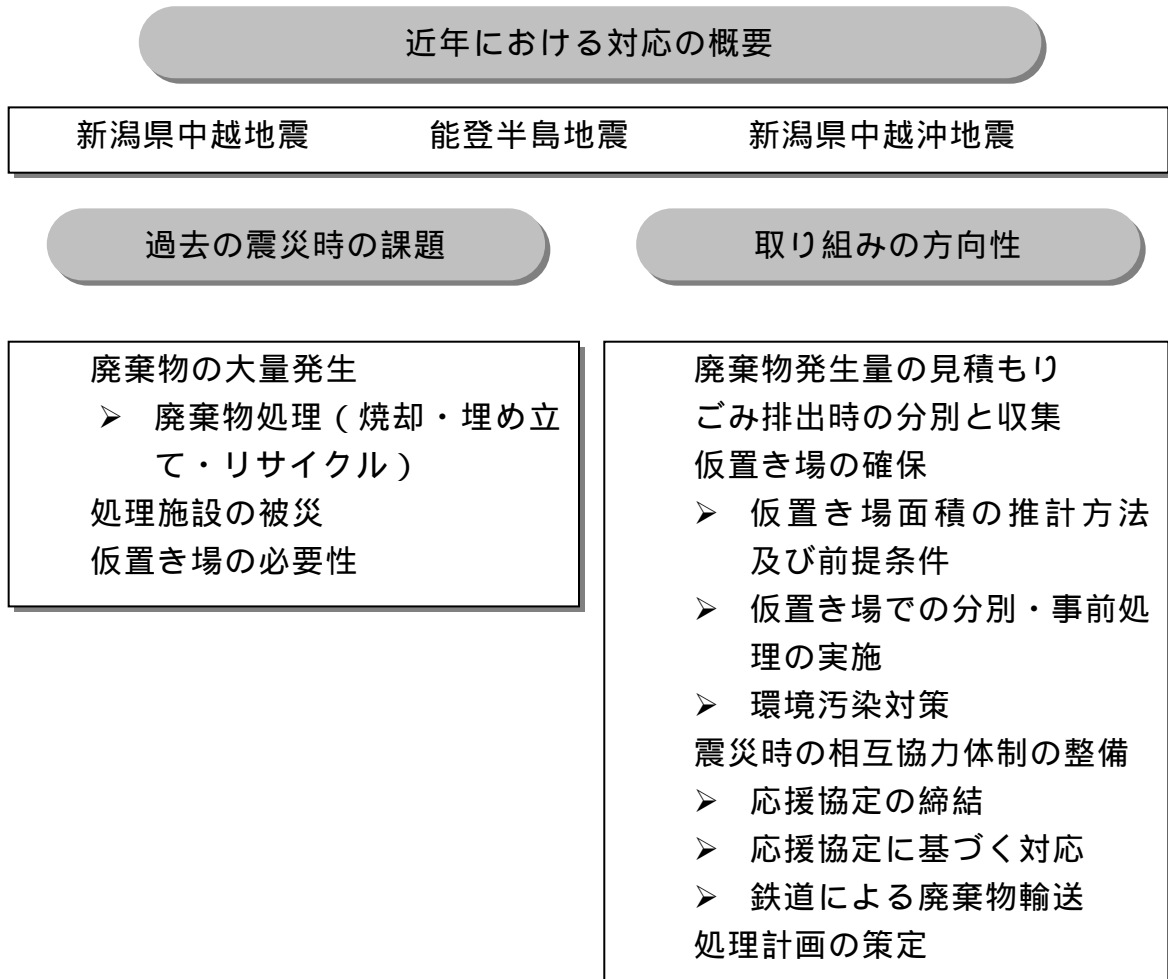 近年における対応の概要
新潟県中越地震 能登半島地震 新潟県中越沖地震
過去の震災時の課題
廃棄物の大量発生
➢ 廃棄物処理（焼却・埋め立
て・リサイクル）
処理施設の被災
仮置き場の必要性
取り組みの方向性
廃棄物発生量の見積もり
ごみ排出時の分別と収集
仮置き場の確保
➢ 仮置き場面積の推計方法
及び前提条件
➢ 仮置き場での分別・事前処
理の実施
➢ 環境汚染対策
震災時の相互協力体制の整備
➢ 応援協定の締結
➢ 応援協定に基づく対応
➢ 鉄道による廃棄物輸送
処理計画の策定